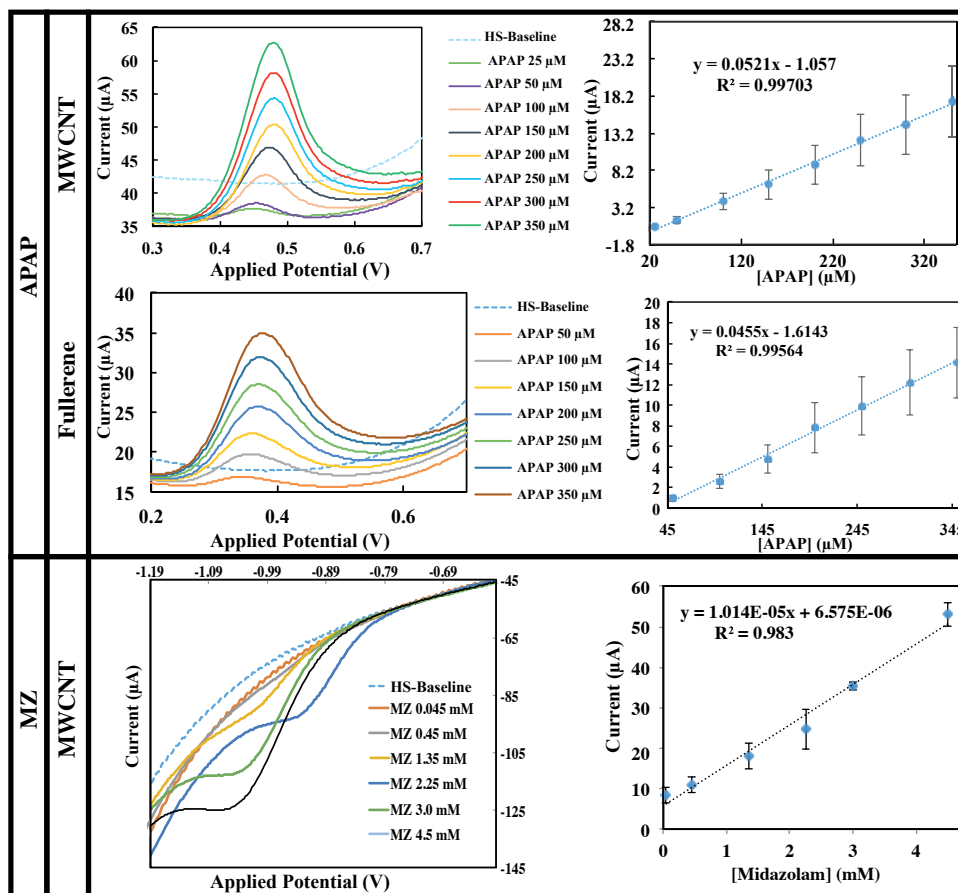 APAP
MWCNT
65
60
55
50
45
40
35
Current (µA)
0.3 0.4 0.5 0.6 0.7
Applied Potential (V)
HS-Baseline
APAP 25 µM
APAP 50 µM
APAP 100 µM
APAP 150 µM
APAP 200 µM
APAP 250 µM
APAP 300 µM
APAP 350 µM
28.2
23.2
18.2
13.2
8.2
3.2
-1.8
Current (µA)
y = 0.0521x - 1.057
R² = 0.99703
20 120 220 320
[APAP] (µM)
Fullerene
40
35
30
25
20
15
Current (µA)
0.2 0.4 0.6
Applied Potential (V)
HS-Baseline
APAP 50 µM
APAP 100 µM
APAP 150 µM
APAP 200 µM
APAP 250 µM
APAP 300 µM
APAP 350 µM
20
18
16
14
12
10
8
6
4
2
0
Current (µA)
y = 0.0455x - 1.6143
R² = 0.99564
45 145 245 345
[APAP] (µM)
MZ
MWCNT
-1.19 -1.09 -0.99 -0.89 -0.79 -0.69
-45
-65
-85
-105
-125
-145
Current (µA)
HS-Baseline
MZ 0.045 mM
MZ 0.45 mM
MZ 1.35 mM
MZ 2.25 mM
MZ 3.0 mM
MZ 4.5 mM
Applied Potential (V)
60
50
40
30
20
10
0
Current (µA)
y = 1.014E-05x + 6.575E-06
R² = 0.983
0 1 2 3 4
[Midazolam] (mM)